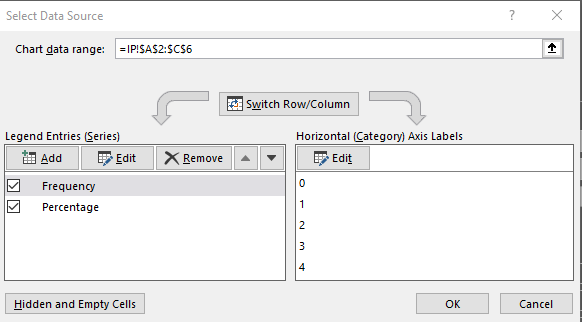 Select Data Source ? ×
Chart data range: =IP!$A$2:$C$6
Switch Row/Column
Legend Entries (Series) Horizontal (Category) Axis Labels
Add Edit Remove Edit
Frequency 0
1
Percentage
2
3
4
Hidden and Empty Cells OK Cancel